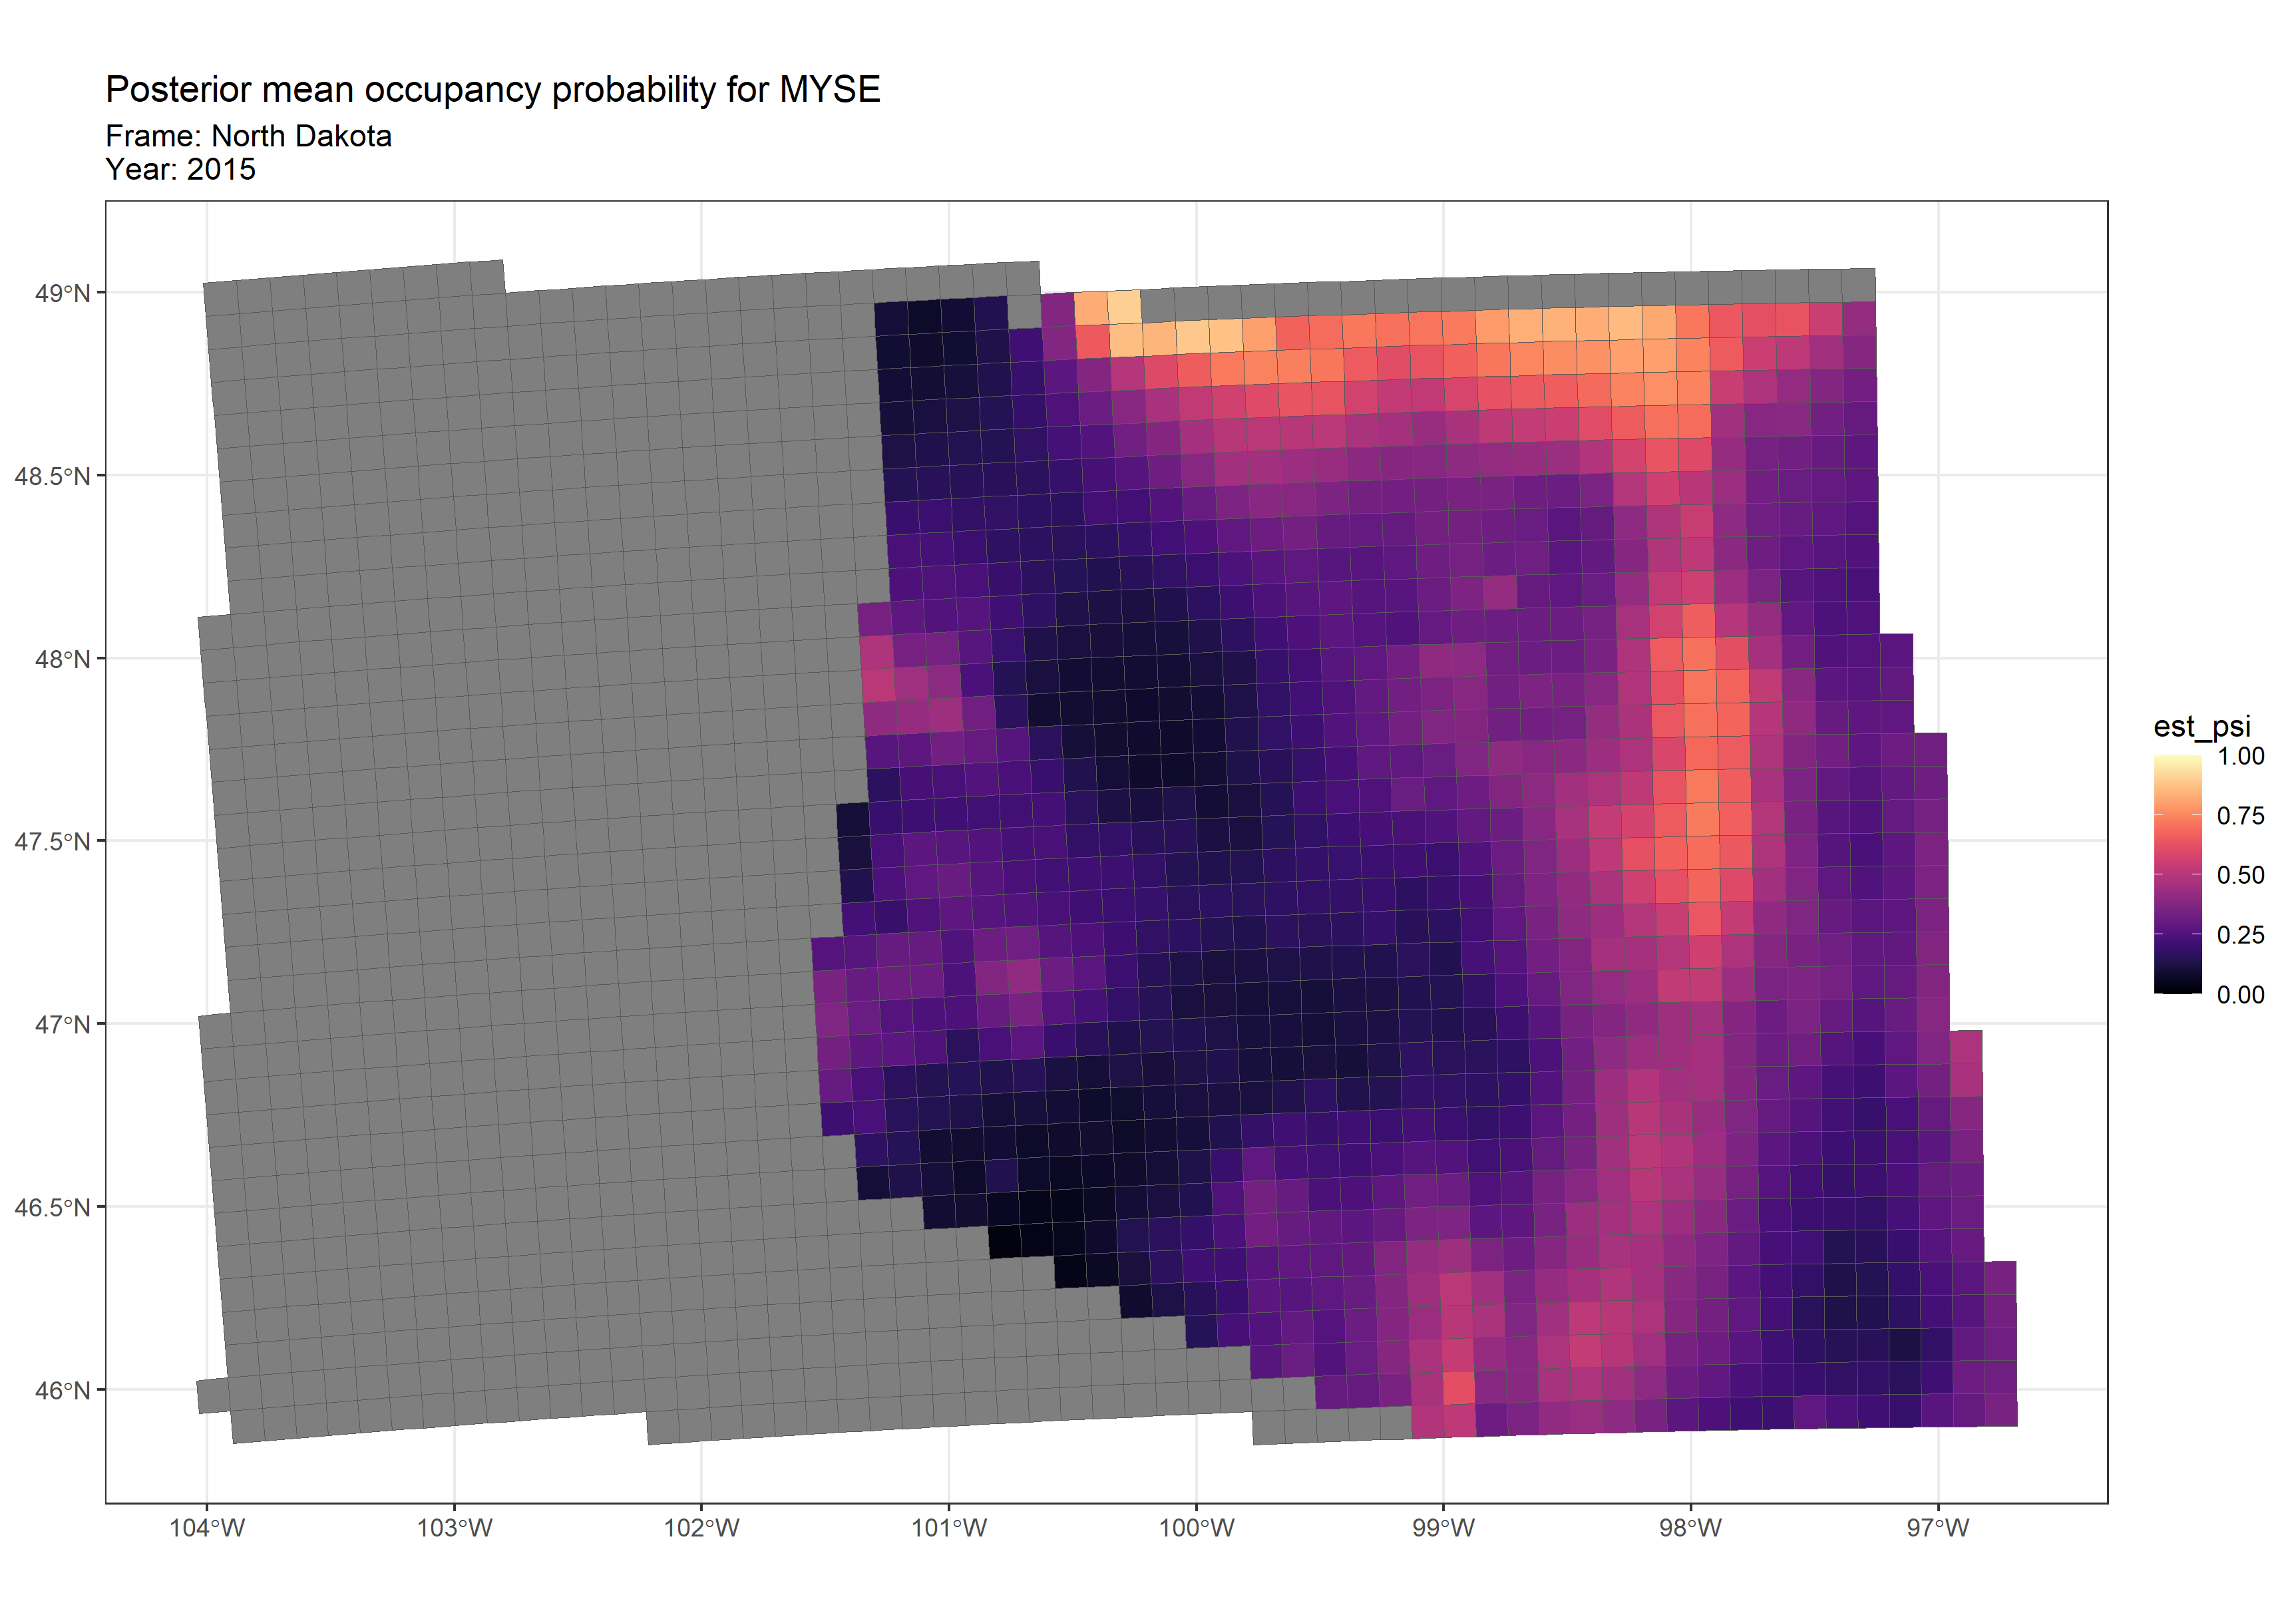 Posterior mean occupancy probability for MYSE
Frame: North Dakota
Year: 2015
49°N
48.5°N
48°N
47.5°N
47°N
46.5°N
46°N
104°W
103°W
102°W
101°W
100°W
99°W
98°W
97°W
est_psi
1.00
0.75
0.50
0.25
0.00